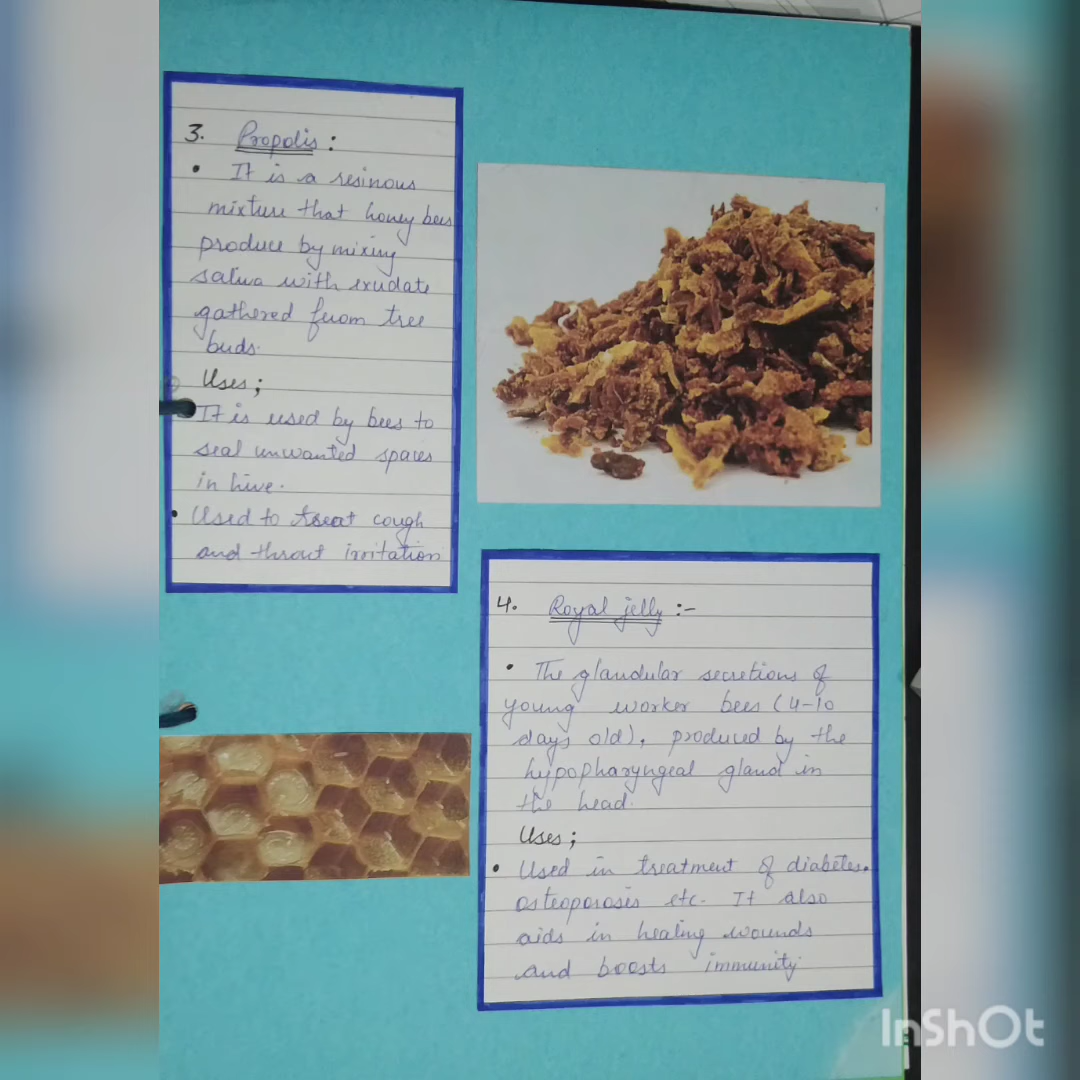 3. Propolis :
• It is a resinous
mixture that honey bees
produce by mixing
saliva with exudate
gathered from tree
buds.
Uses ;
It is used by bees to
seal unwanted spaces
in hive.
• Used to treat cough
and throut irritation
4. Royal jelly :-
• The glandular secretions of
young worker bees (4-10
days old), produced by the
hypopharyngeal gland in
the head.
Uses ;
• Used in treatment of diabetes.
osteoporosis etc. It also
aids in healing wounds
and boosts immunity
InShOt